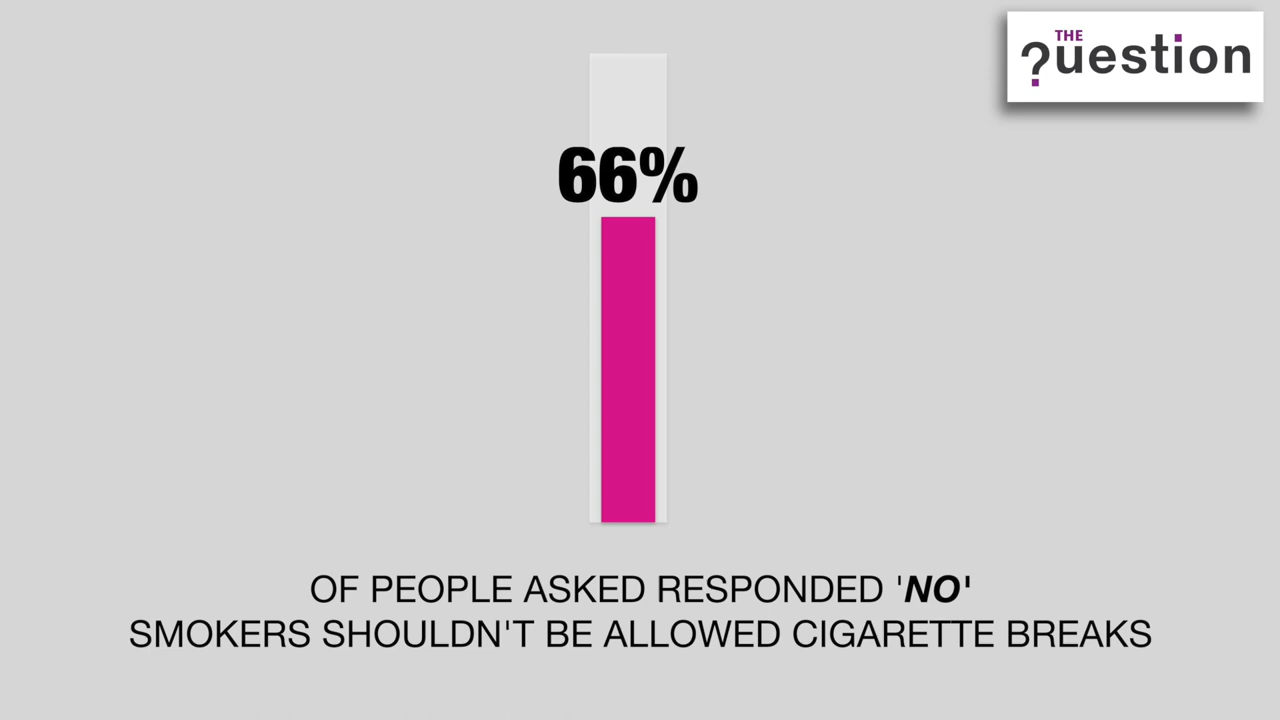 THE
?uestion
66%
OF PEOPLE ASKED RESPONDED 'NO'
SMOKERS SHOULDN'T BE ALLOWED CIGARETTE BREAKS